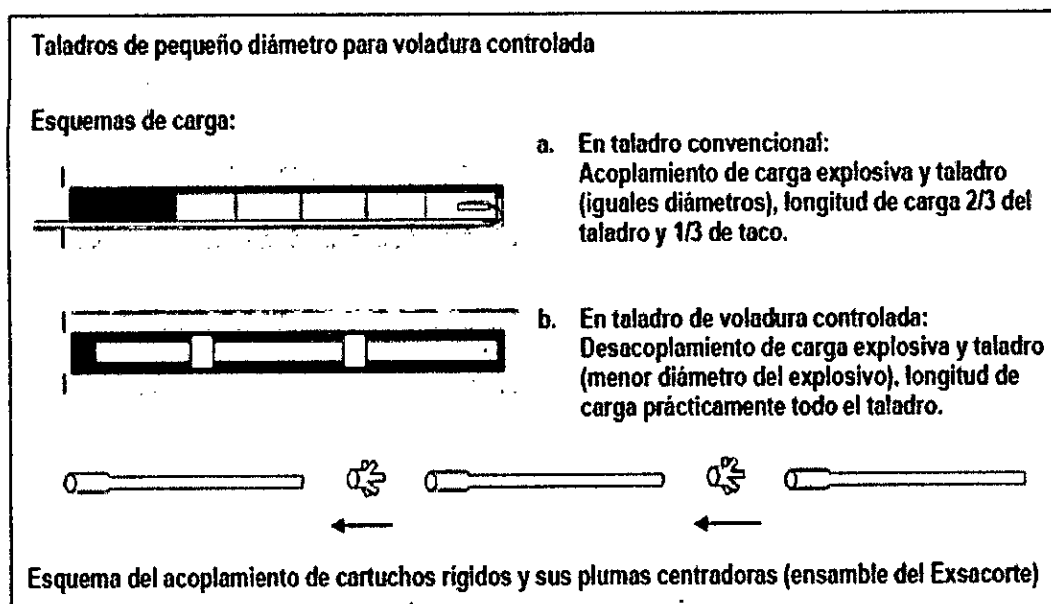 Taladros de pequeño diámetro para voladura controlada
Esquemas de carga:
a. En taladro convencional:
Acoplamiento de carga explosiva y taladro
(iguales diámetros), longitud de carga 2/3 del
taladro y 1/3 de taco.
b. En taladro de voladura controlada:
Desacoplamiento de carga explosiva y taladro
(menor diámetro del explosivo), longitud de
carga prácticamente todo el taladro.
Esquema del acoplamiento de cartuchos rígidos y sus plumas centradoras (ensamble del Exsacorte)